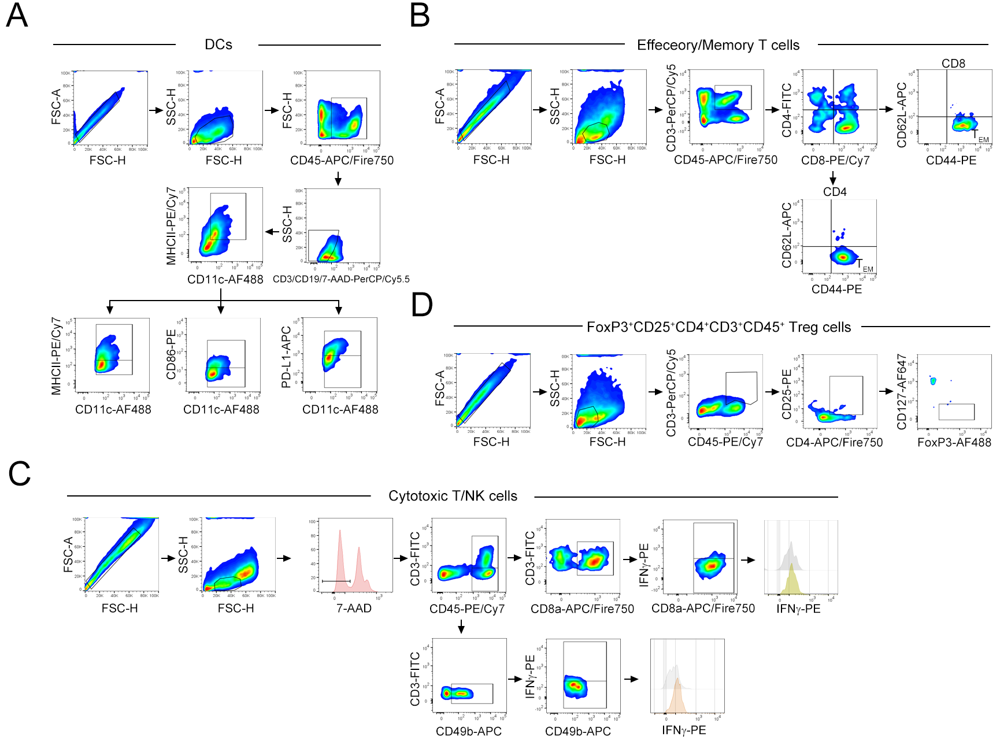 A
DCs
FSC-A
FSC-H
SSC-H
FSC-H
FSC-H
CD45-APC/Fire750
MHCII-PE/Cy7
CD11c-AF488
SSC-H
CD3/CD19/7-AAD-PerCP/Cy5.5
MHCII-PE/Cy7
CD11c-AF488
CD86-PE
CD11c-AF488
PD-L1-APC
CD11c-AF488
B
Effeceory/Memory T cells
FSC-A
FSC-H
SSC-H
FSC-H
CD3-PerCP/Cy5
CD45-APC/Fire750
CD4-FITC
CD8-PE/Cy7
CD8
CD62L-APC
TEM
CD44-PE
CD4
CD62L-APC
TEM
CD44-PE
D
FoxP3+CD25+CD4+CD3+CD45+ Treg cells
FSC-A
FSC-H
SSC-H
FSC-H
CD3-PerCP/Cy5
CD45-PE/Cy7
CD25-PE
CD4-APC/Fire750
CD127-AF647
FoxP3-AF488
C
Cytotoxic T/NK cells
FSC-A
FSC-H
SSC-H
FSC-H
7-AAD
CD3-FITC
CD45-PE/Cy7
CD3-FITC
CD8a-APC/Fire750
IFNγ-PE
CD8a-APC/Fire750
IFNγ-PE
CD3-FITC
CD49b-APC
IFNγ-PE
CD49b-APC
IFNγ-PE